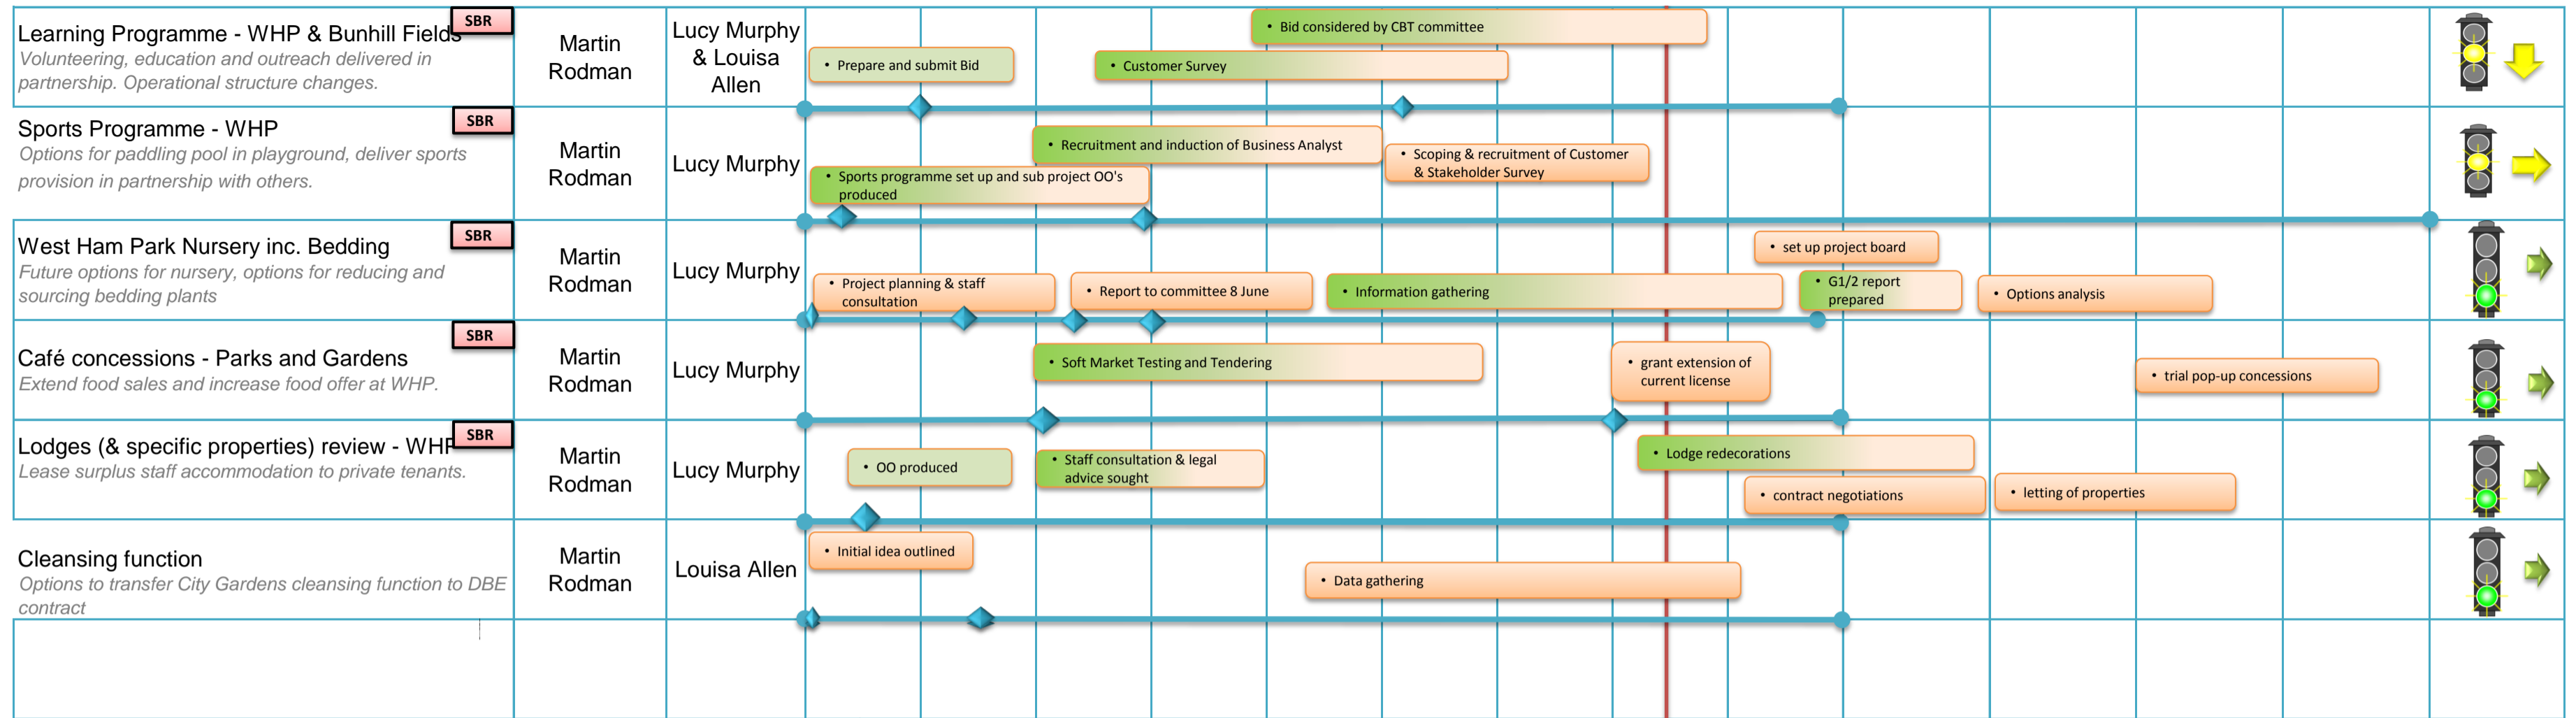 SBR
Learning Programme - WHP & Bunhill Fields
Volunteering, education and outreach delivered in
partnership. Operational structure changes.
Martin
Rodman
Lucy Murphy
& Louisa
Allen
• Bid considered by CBT committee
• Prepare and submit Bid
• Customer Survey
SBR
Sports Programme - WHP
Options for paddling pool in playground, deliver sports
provision in partnership with others.
Martin
Rodman
Lucy Murphy
• Recruitment and induction of Business Analyst
• Scoping & recruitment of Customer
& Stakeholder Survey
• Sports programme set up and sub project OO's
produced
SBR
West Ham Park Nursery inc. Bedding
Future options for nursery, options for reducing and
sourcing bedding plants
Martin
Rodman
Lucy Murphy
• set up project board
• Project planning & staff
consultation
• Report to committee 8 June
• Information gathering
• G1/2 report
prepared
• Options analysis
SBR
Café concessions - Parks and Gardens
Extend food sales and increase food offer at WHP.
Martin
Rodman
Lucy Murphy
• Soft Market Testing and Tendering
• grant extension of
current license
• trial pop-up concessions
SBR
Lodges (& specific properties) review - WHP
Lease surplus staff accommodation to private tenants.
Martin
Rodman
Lucy Murphy
• OO produced
• Staff consultation & legal
advice sought
• Lodge redecorations
• contract negotiations
• letting of properties
Cleansing function
Options to transfer City Gardens cleansing function to DBE
contract
Martin
Rodman
Louisa Allen
• Initial idea outlined
• Data gathering